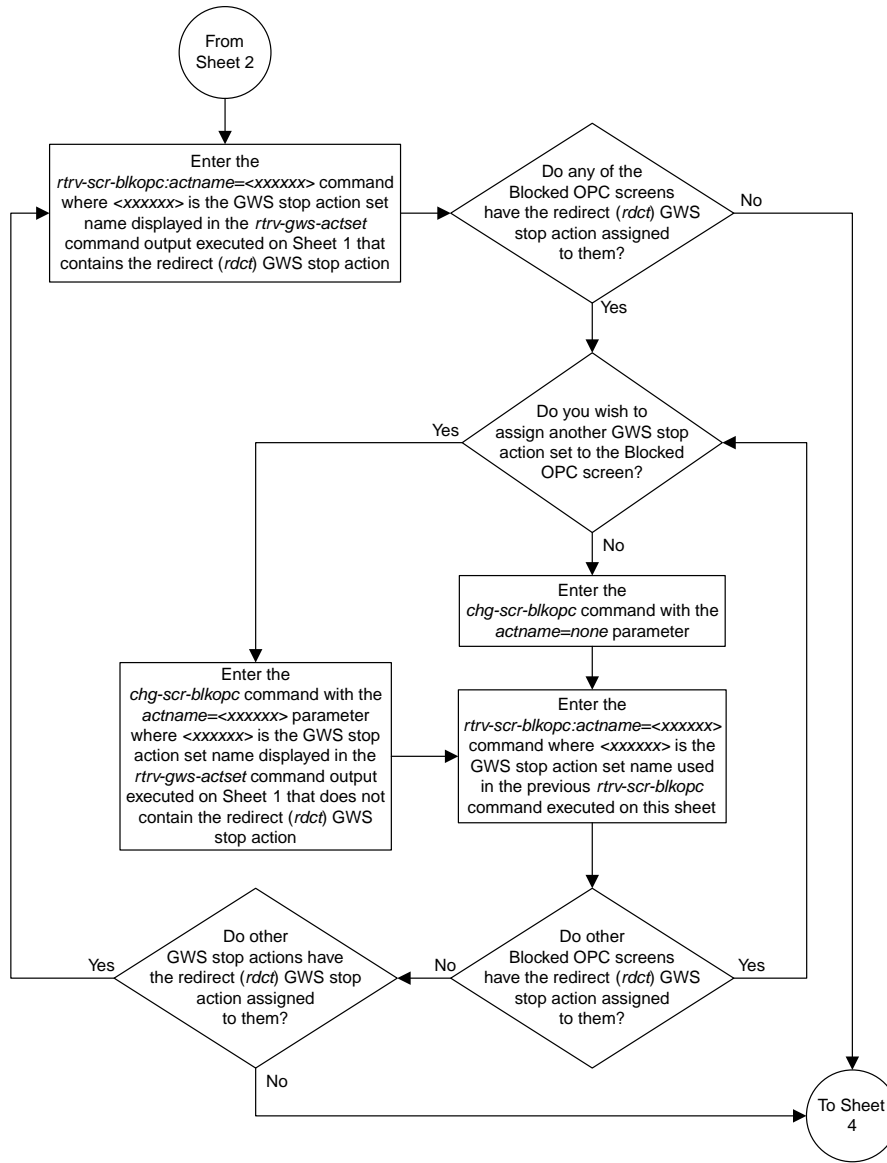 From
Sheet 2
Enter the
rtrv-scr-blkopc:actname=<xxxxxx> command
where <xxxxxx> is the GWS stop action set
name displayed in the rtrv-gws-actset
command output executed on Sheet 1 that
contains the redirect (rdct) GWS stop action
Do any of the
Blocked OPC screens
have the redirect (rdct) GWS
stop action assigned
to them?
No
Yes
Do you wish to
assign another GWS stop
action set to the Blocked
OPC screen?
Yes
No
Enter the
chg-scr-blkopc command with the
actname=none parameter
Enter the
chg-scr-blkopc command with the
actname=<xxxxxx> parameter
where <xxxxxx> is the GWS stop
action set name displayed in the
rtrv-gws-actset command output
executed on Sheet 1 that does not
contain the redirect (rdct) GWS
stop action
Enter the
rtrv-scr-blkopc:actname=<xxxxxx>
command where <xxxxxx> is the
GWS stop action set name used
in the previous rtrv-scr-blkopc
command executed on this sheet
Do other
Blocked OPC screens
have the redirect (rdct) GWS
stop action assigned
to them?
Yes
No
Do other
GWS stop actions have
the redirect (rdct) GWS stop
action assigned
to them?
Yes
No
To Sheet
4